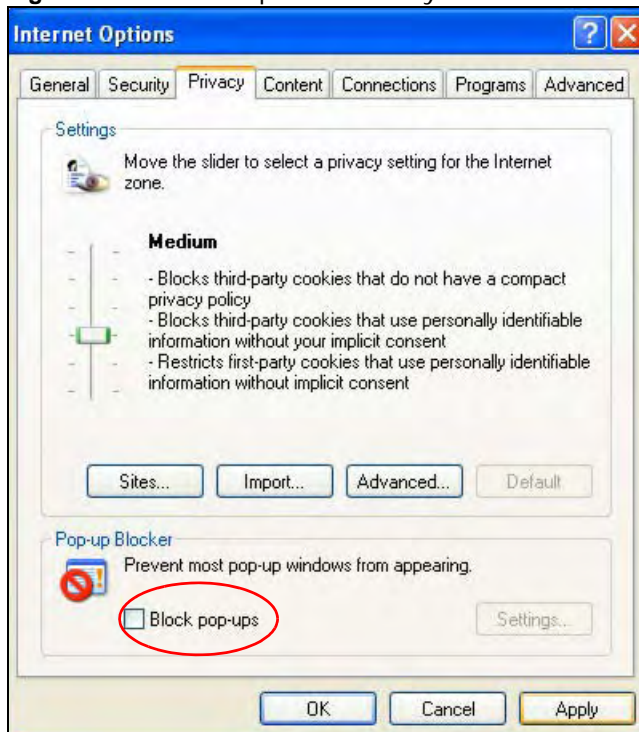 Internet Options
General Security Privacy Content Connections Programs Advanced
Settings
Move the slider to select a privacy setting for the Internet
zone.
Medium
- Blocks third-party cookies that do not have a compact
privacy policy
- Blocks third-party cookies that use personally identifiable
information without your implicit consent
- Restricts first-party cookies that use personally identifiable
information without implicit consent
Sites... Import... Advanced... Default
Pop-up Blocker
Prevent most pop-up windows from appearing.
Block pop-ups
Settings...
OK Cancel Apply